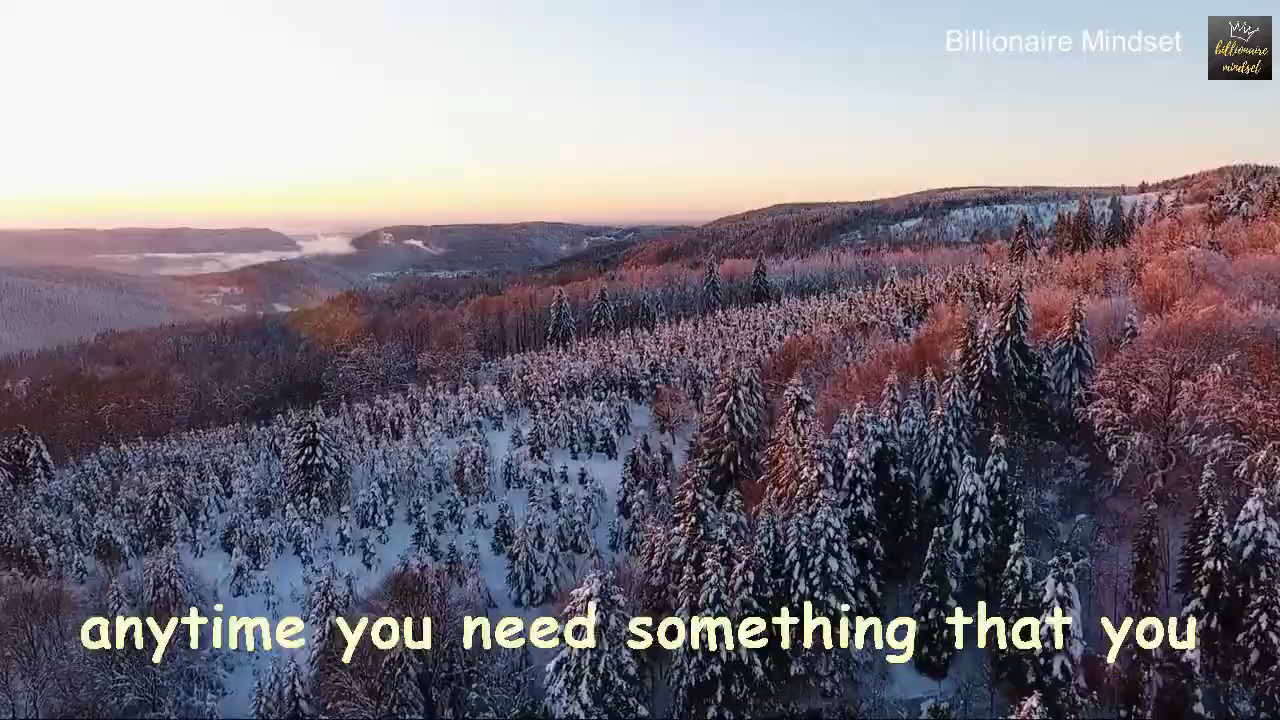 Billionaire Mindset
billionaire
mindset
anytime you need something that you